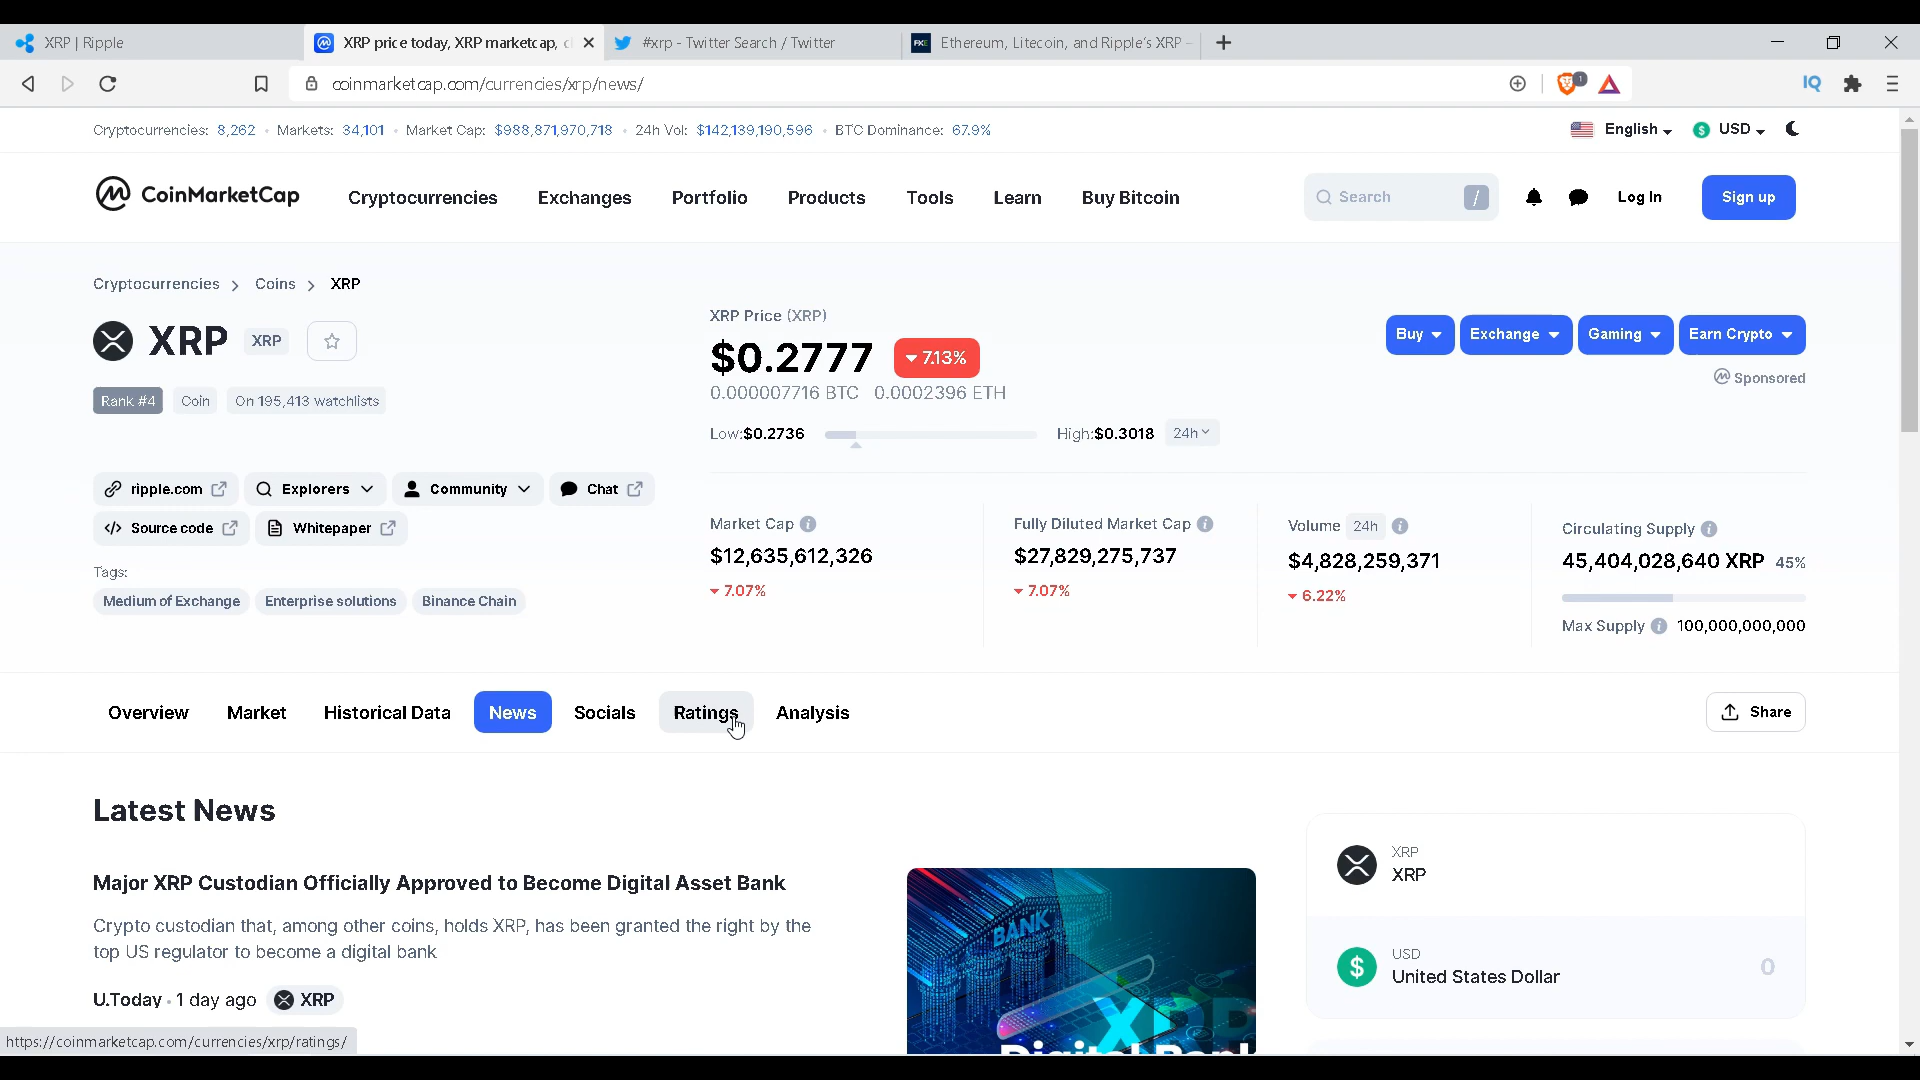 XRP | Ripple
XRP price today, XRP marketcap, c
#xrp - Twitter Search / Twitter
FXE Ethereum, Litecoin, and Ripple's XRP -
coinmarketcap.com/currencies/xrp/news/
1
IQ
Cryptocurrencies: 8,262 • Markets: 34,101 • Market Cap: $988,871,970,718 • 24h Vol: $142,139,190,596 • BTC Dominance: 67.9%
English
$ USD
CoinMarketCap
Cryptocurrencies Exchanges Portfolio Products Tools Learn Buy Bitcoin
Search /
Log In
Sign up
Cryptocurrencies > Coins > XRP
XRP XRP
Rank #4 Coin On 195,413 watchlists
XRP Price (XRP)
$0.2777 7.13%
0.000007716 BTC 0.0002396 ETH
Low:$0.2736 High:$0.3018 24h
Buy Exchange Gaming Earn Crypto
Sponsored
ripple.com Explorers Community Chat
</> Source code Whitepaper
Tags:
Medium of Exchange Enterprise solutions Binance Chain
Market Cap
$12,635,612,326
7.07%
Fully Diluted Market Cap
$27,829,275,737
7.07%
Volume 24h
$4,828,259,371
6.22%
Circulating Supply
45,404,028,640 XRP 45%
Max Supply 100,000,000,000
Overview Market Historical Data News Socials Ratings Analysis
Share
Latest News
Major XRP Custodian Officially Approved to Become Digital Asset Bank
Crypto custodian that, among other coins, holds XRP, has been granted the right by the
top US regulator to become a digital bank
U.Today • 1 day ago XRP
BANK
XRP
Digital Bank
XRP
XRP
$
USD
United States Dollar
0
https://coinmarketcap.com/currencies/xrp/ratings/